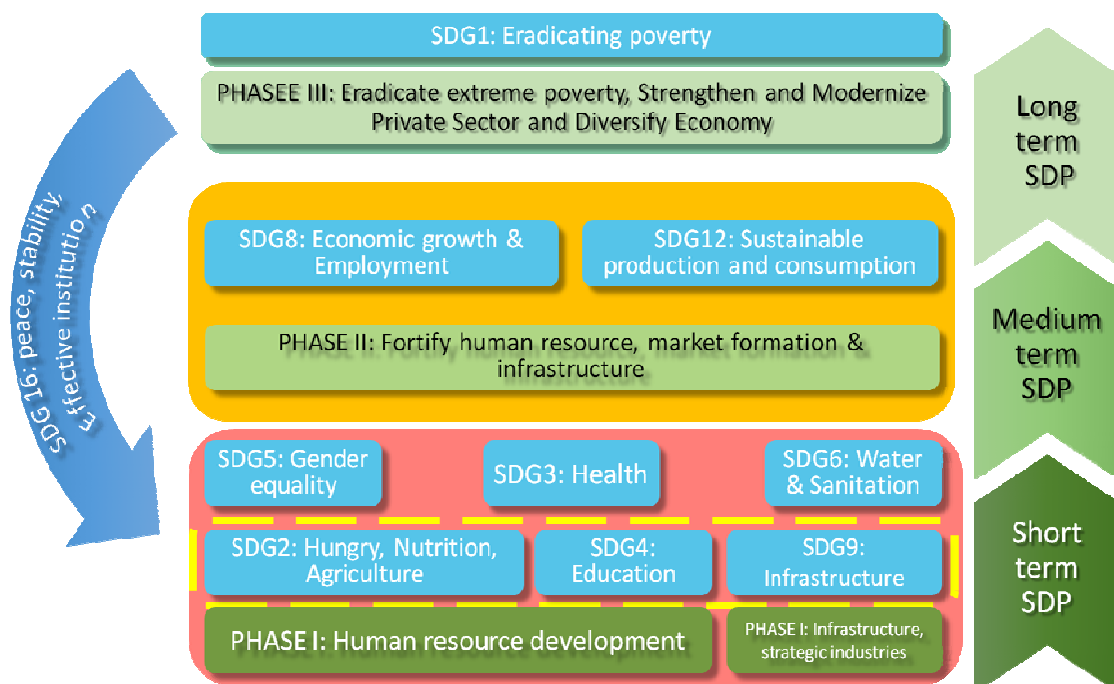 SDG1: Eradicating poverty
PHASEE III: Eradicate extreme poverty, Strengthen and Modernize
Private Sector and Diversify Economy
Long
term
SDP
SDG 16: peace, stability,
Effective institution
SDG8: Economic growth &
Employment
SDG12: Sustainable
production and consumption
PHASE II: Fortify human resource, market formation &
infrastructure
Medium
term
SDP
SDG5: Gender
equality
SDG3: Health
SDG6: Water
& Sanitation
SDG2: Hungry, Nutrition,
Agriculture
SDG4:
Education
SDG9:
Infrastructure
PHASE I: Human resource development
PHASE I: Infrastructure,
strategic industries
Short
term
SDP